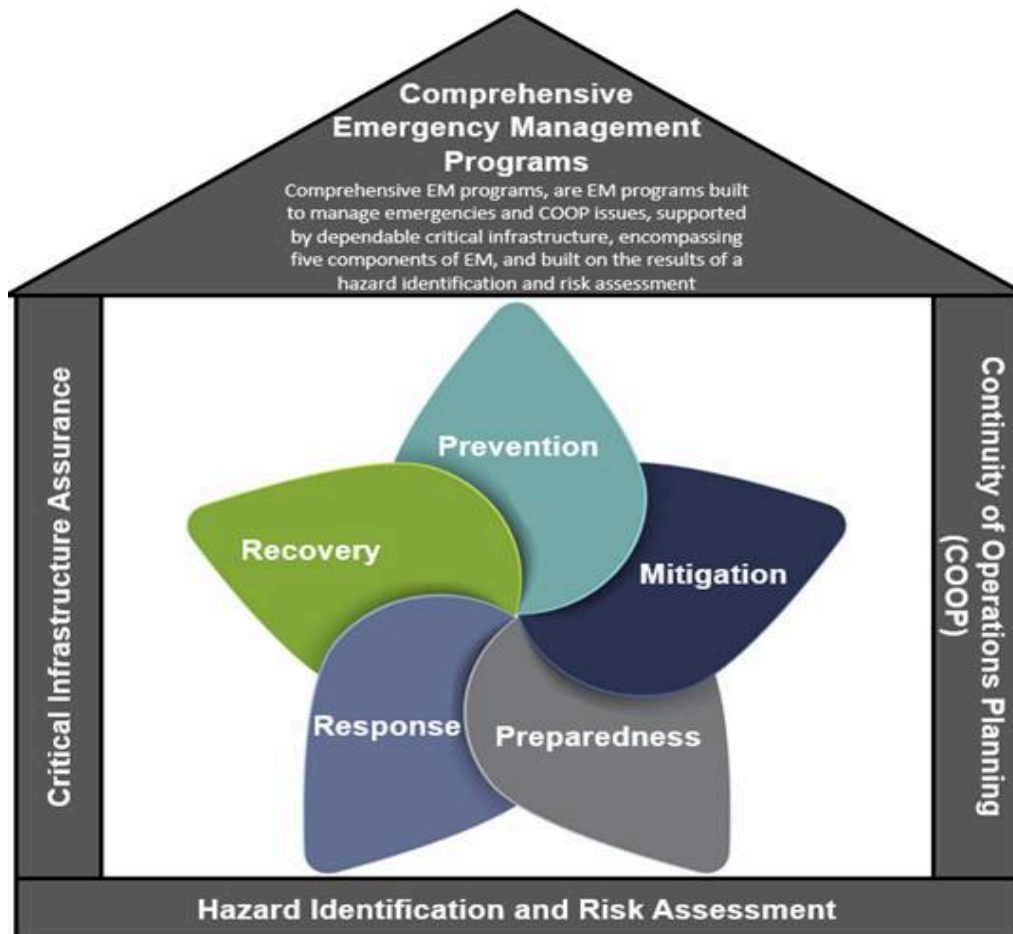 Comprehensive
Emergency Management
Programs
Comprehensive EM programs, are EM programs built
to manage emergencies and COOP issues, supported
by dependable critical infrastructure, encompassing
five components of EM, and built on the results of a
hazard identification and risk assessment
Critical Infrastructure Assurance
Prevention
Mitigation
Preparedness
Response
Recovery
Continuity of Operations Planning
(COOP)
Hazard Identification and Risk Assessment